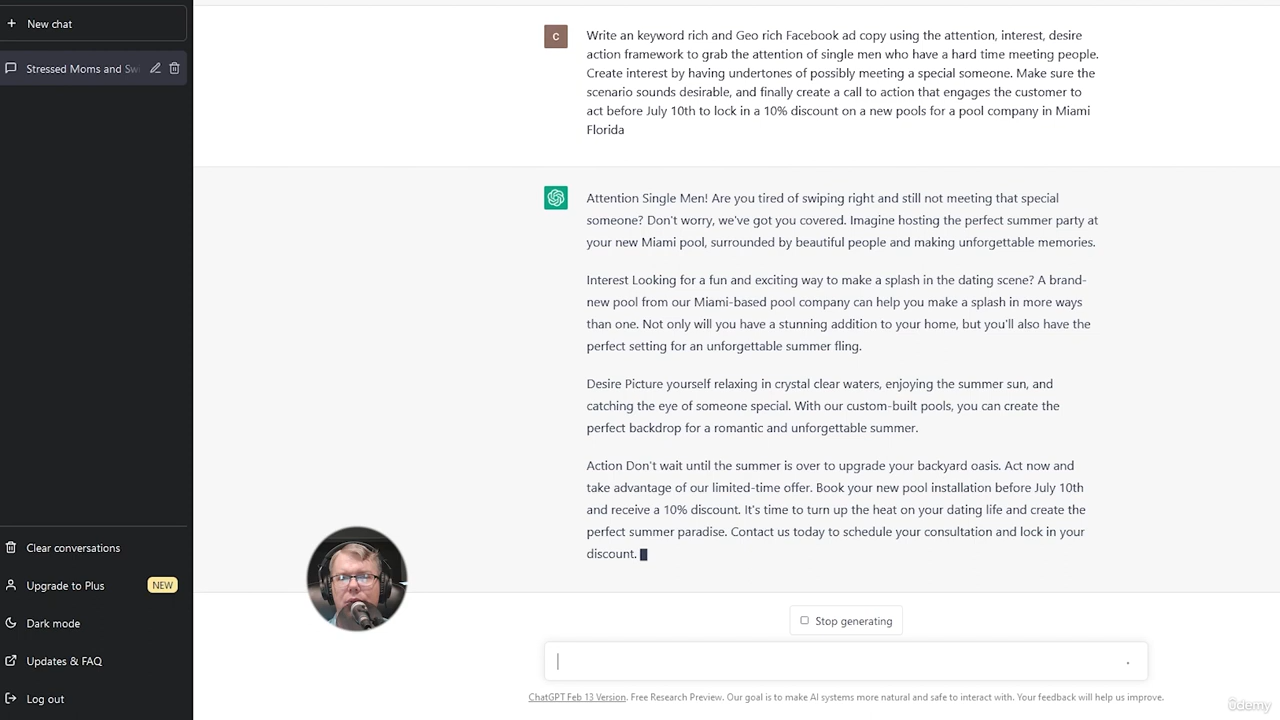 New chat
Stressed Moms and Sw
C
Write an keyword rich and Geo rich Facebook ad copy using the attention, interest, desire
action framework to grab the attention of single men who have a hard time meeting people.
Create interest by having undertones of possibly meeting a special someone. Make sure the
scenario sounds desirable, and finally create a call to action that engages the customer to
act before July 10th to lock in a 10% discount on a new pools for a pool company in Miami
Florida
Attention Single Men! Are you tired of swiping right and still not meeting that special
someone? Don't worry, we've got you covered. Imagine hosting the perfect summer party at
your new Miami pool, surrounded by beautiful people and making unforgettable memories.
Interest Looking for a fun and exciting way to make a splash in the dating scene? A brand-
new pool from our Miami-based pool company can help you make a splash in more ways
than one. Not only will you have a stunning addition to your home, but you'll also have the
perfect setting for an unforgettable summer fling.
Desire Picture yourself relaxing in crystal clear waters, enjoying the summer sun, and
catching the eye of someone special. With our custom-built pools, you can create the
perfect backdrop for a romantic and unforgettable summer.
Action Don't wait until the summer is over to upgrade your backyard oasis. Act now and
take advantage of our limited-time offer. Book your new pool installation before July 10th
and receive a 10% discount. It's time to turn up the heat on your dating life and create the
perfect summer paradise. Contact us today to schedule your consultation and lock in your
discount.
Clear conversations
Upgrade to Plus NEW
Dark mode
Updates & FAQ
Log out
Stop generating
ChatGPT Feb 13 Version. Free Research Preview. Our goal is to make AI systems more natural and safe to interact with. Your feedback will help us improve.
ûdemy